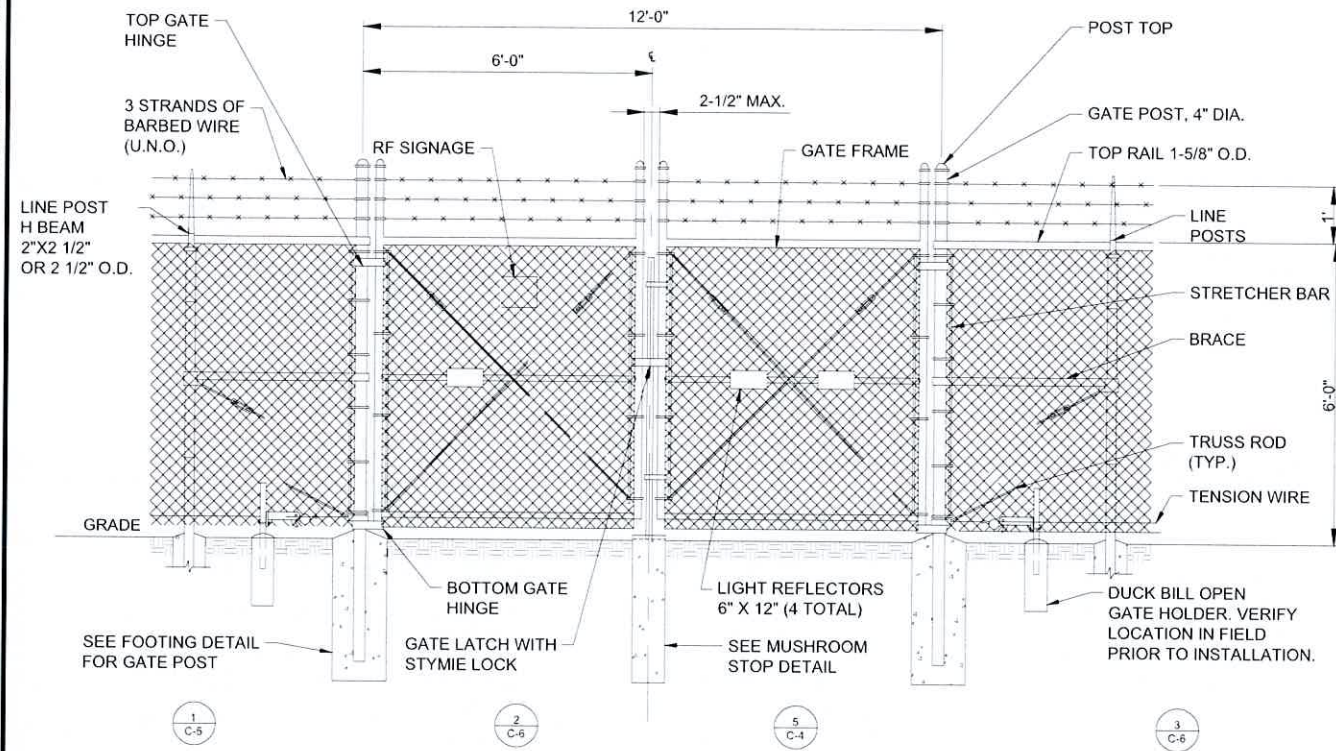 TOP GATE
HINGE
12'-0"
POST TOP
6'-0"
℄
2-1/2" MAX.
3 STRANDS OF
BARBED WIRE
(U.N.O.)
GATE POST, 4" DIA.
RF SIGNAGE
GATE FRAME
TOP RAIL 1-5/8" O.D.
LINE POST
H BEAM
2"X2 1/2"
OR 2 1/2" O.D.
1'
LINE
POSTS
STRETCHER BAR
BRACE
6'-0"
TRUSS ROD
(TYP.)
TENSION WIRE
GRADE
BOTTOM GATE
HINGE
LIGHT REFLECTORS
6" X 12" (4 TOTAL)
DUCK BILL OPEN
GATE HOLDER. VERIFY
LOCATION IN FIELD
PRIOR TO INSTALLATION.
SEE FOOTING DETAIL
FOR GATE POST
GATE LATCH WITH
STYMIE LOCK
SEE MUSHROOM
STOP DETAIL
1
C-5
2
C-6
5
C-4
3
C-6